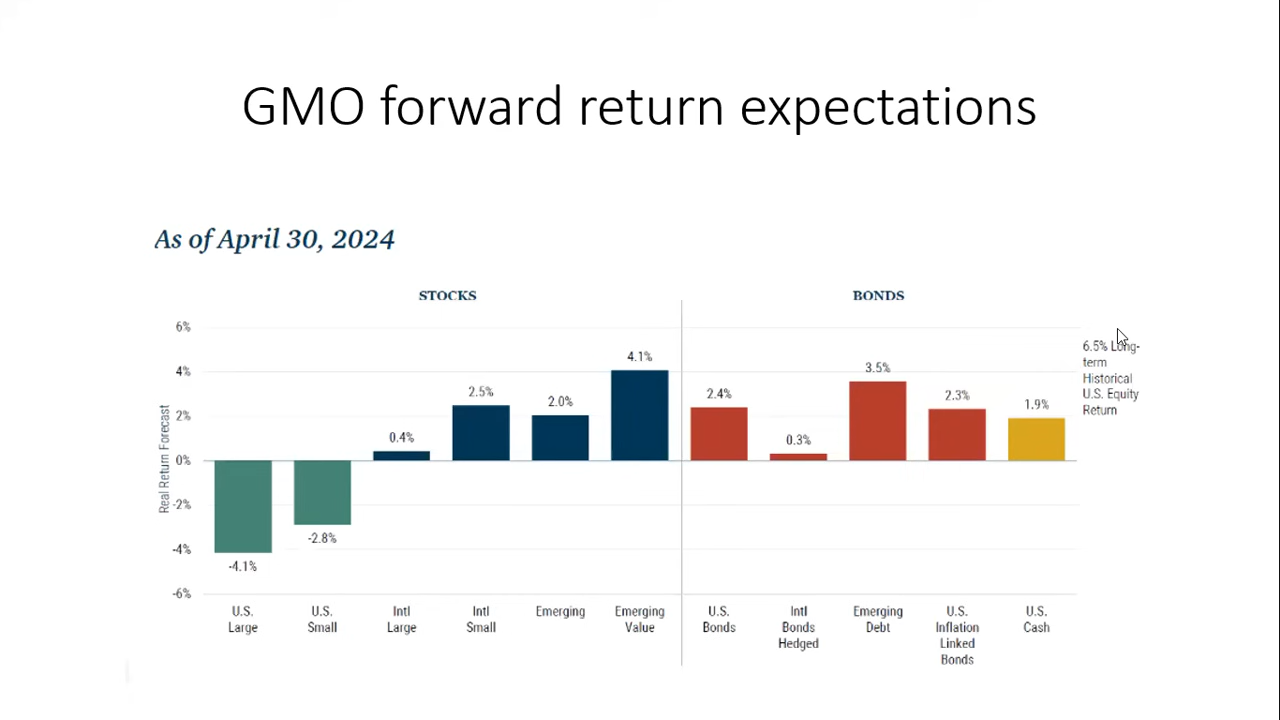 GMO forward return expectations
As of April 30, 2024
STOCKS
BONDS
Real Return Forecast
6%
4%
2%
0%
-2%
-4%
-6%
-4.1%
-2.8%
0.4%
2.5%
2.0%
4.1%
2.4%
0.3%
3.5%
2.3%
1.9%
6.5% Long-
term
Historical
U.S. Equity
Return
U.S.
Large
U.S.
Small
Intl
Large
Intl
Small
Emerging
Emerging
Value
U.S.
Bonds
Intl
Bonds
Hedged
Emerging
Debt
U.S.
Inflation
Linked
Bonds
U.S.
Cash